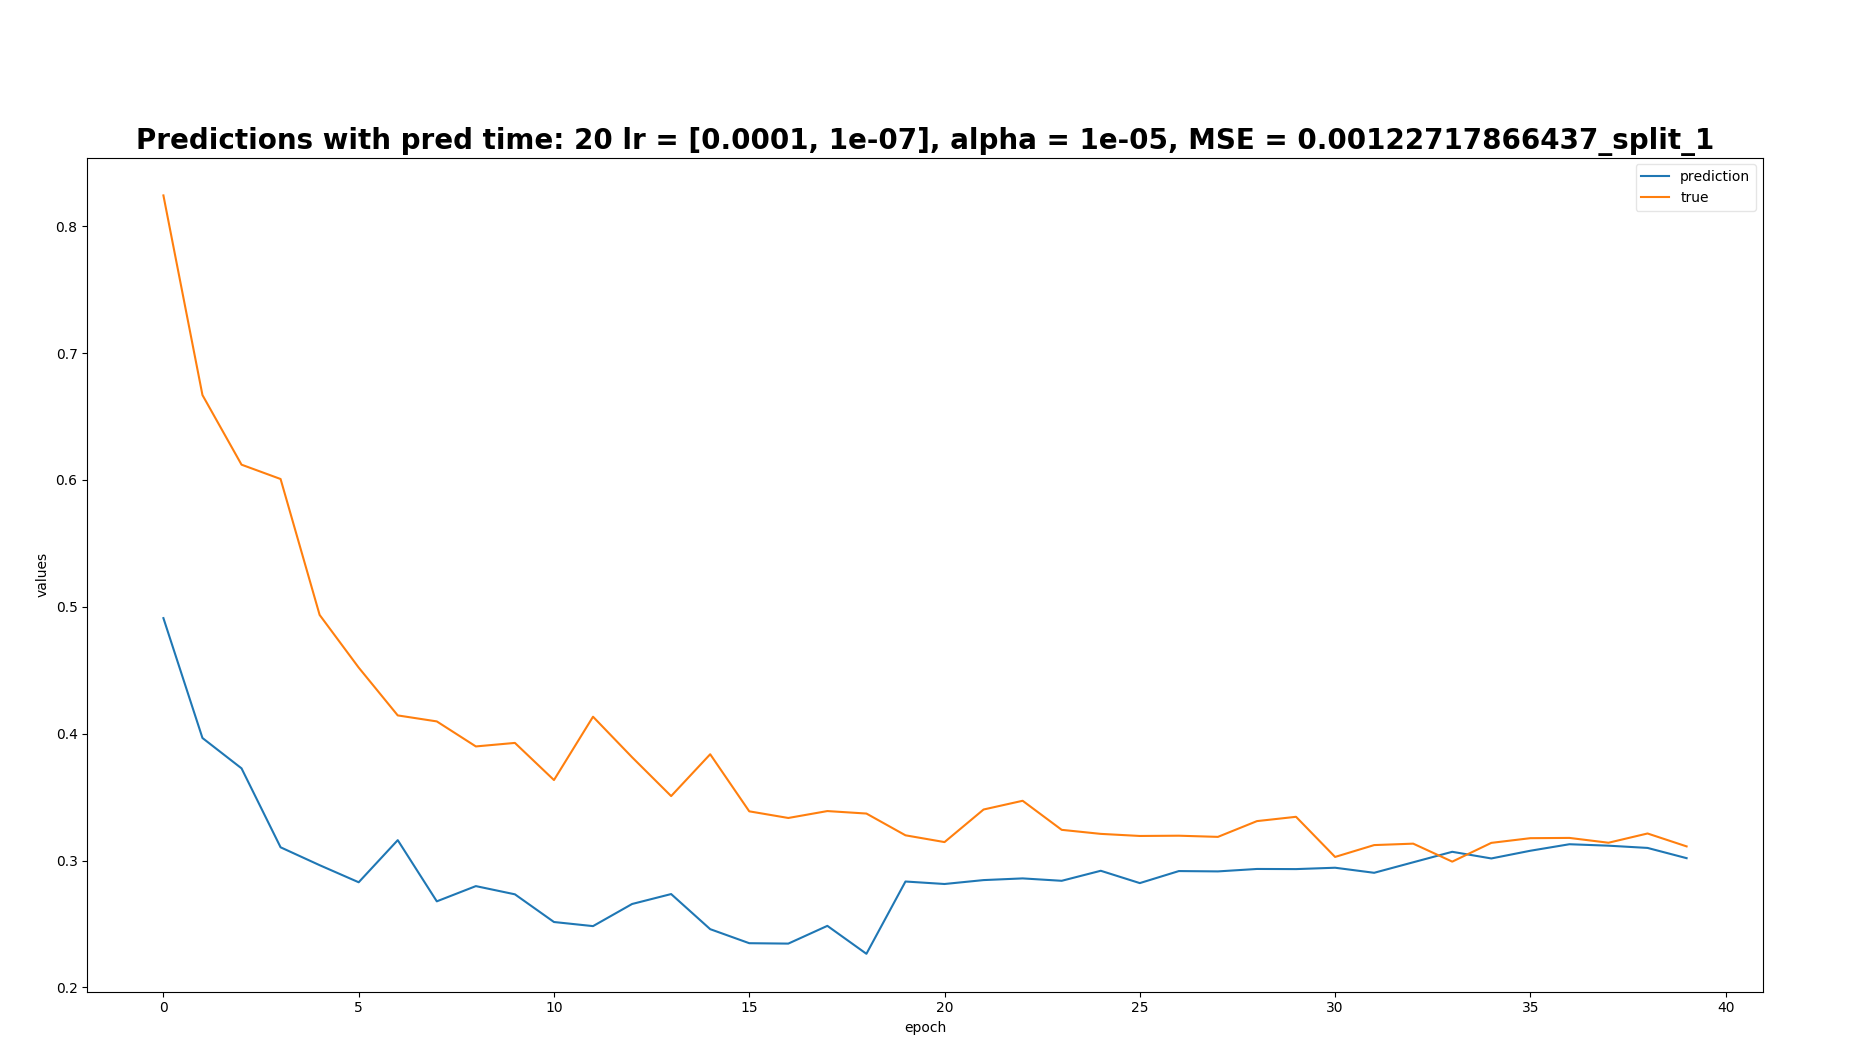 Predictions with pred time: 20 lr = [0.0001, 1e-07], alpha = 1e-05, MSE = 0.00122717866437_split_1
prediction
true
0.8
0.7
0.6
0.5
0.4
0.3
0.2
values
0 5 10 15 20 25 30 35 40
epoch